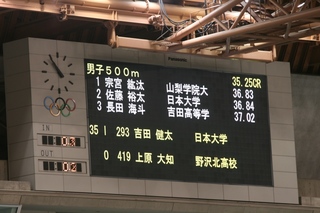 男子500m
1 宗宮 紘汰 山梨学院大 35.25CR
2 佐藤 裕太 日本大学 36.83
3 長田 海斗 吉田高等学 36.84
37.02
35 I 293 吉田 健太 日本大学
0 419 上原 大知 野沢北高校
IN
OUT